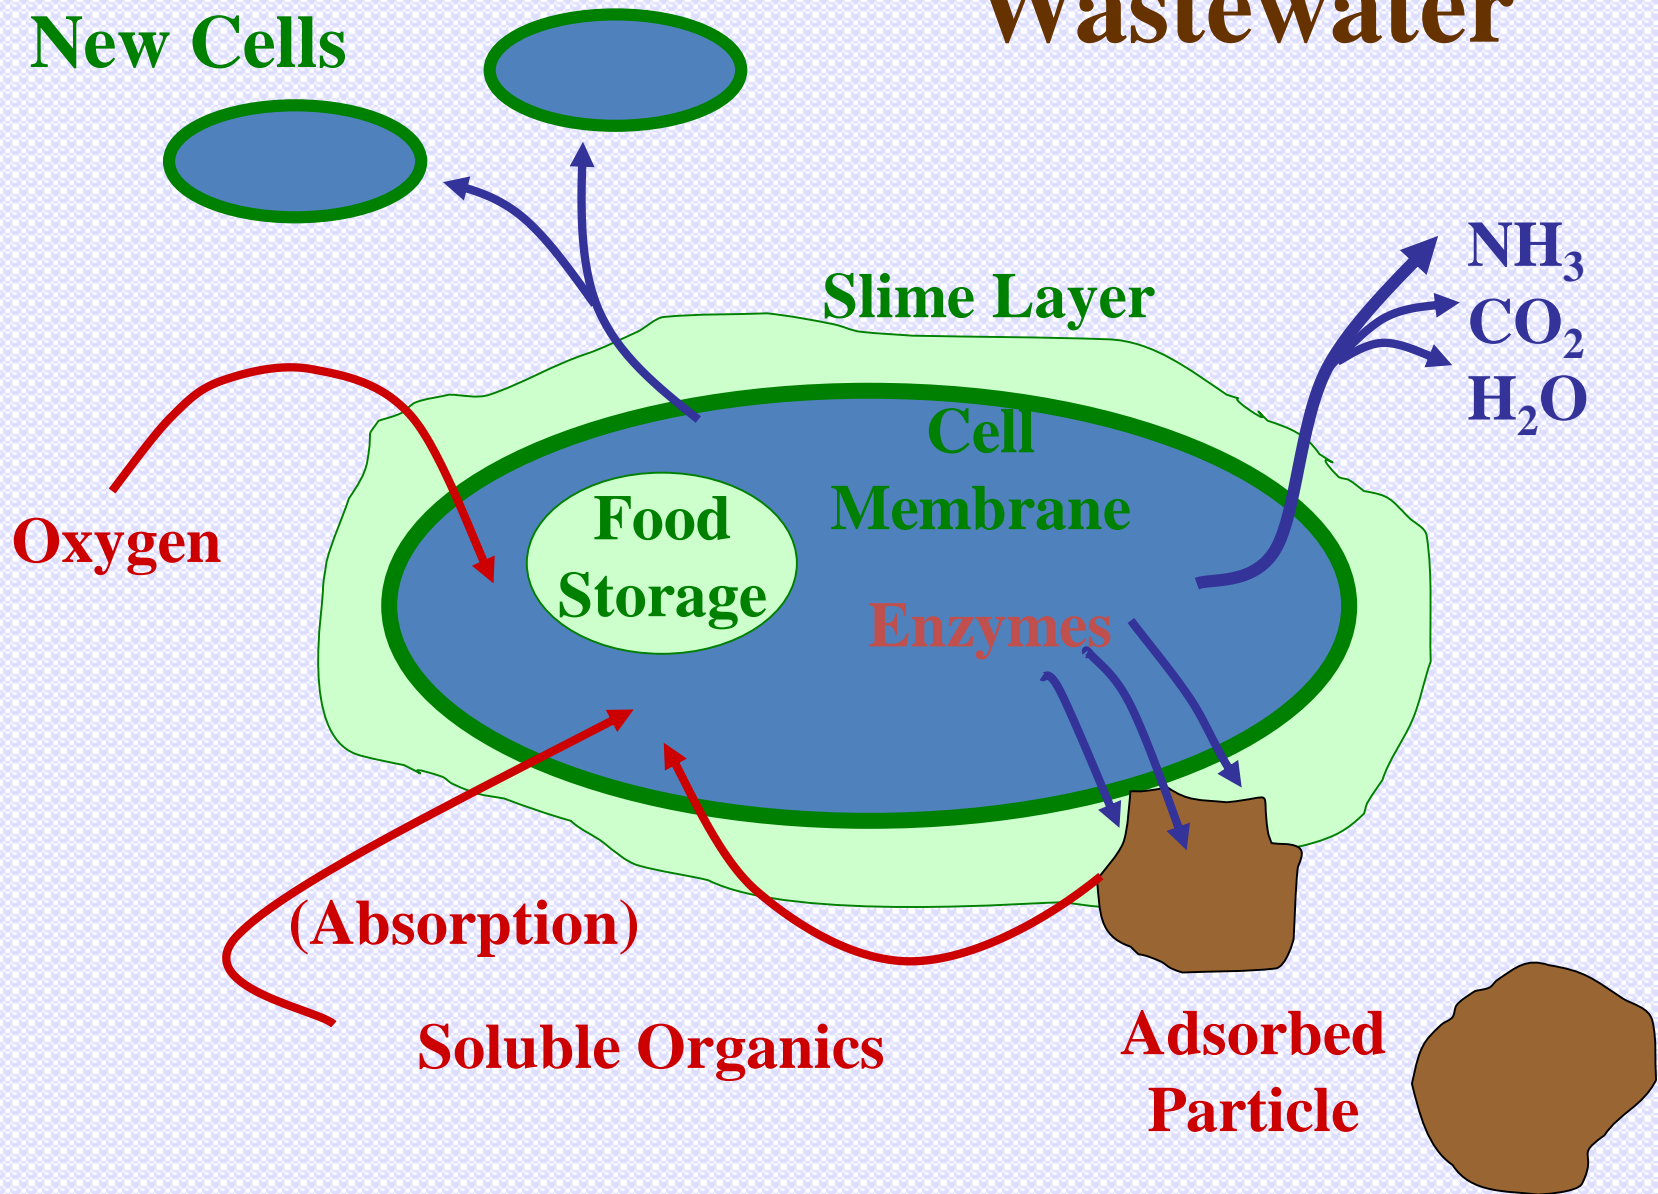 Wastewater
New Cells
NH₃
CO₂
H₂O
Slime Layer
Cell
Membrane
Food
Storage
Oxygen
Enzymes
(Absorption)
Soluble Organics
Adsorbed
Particle